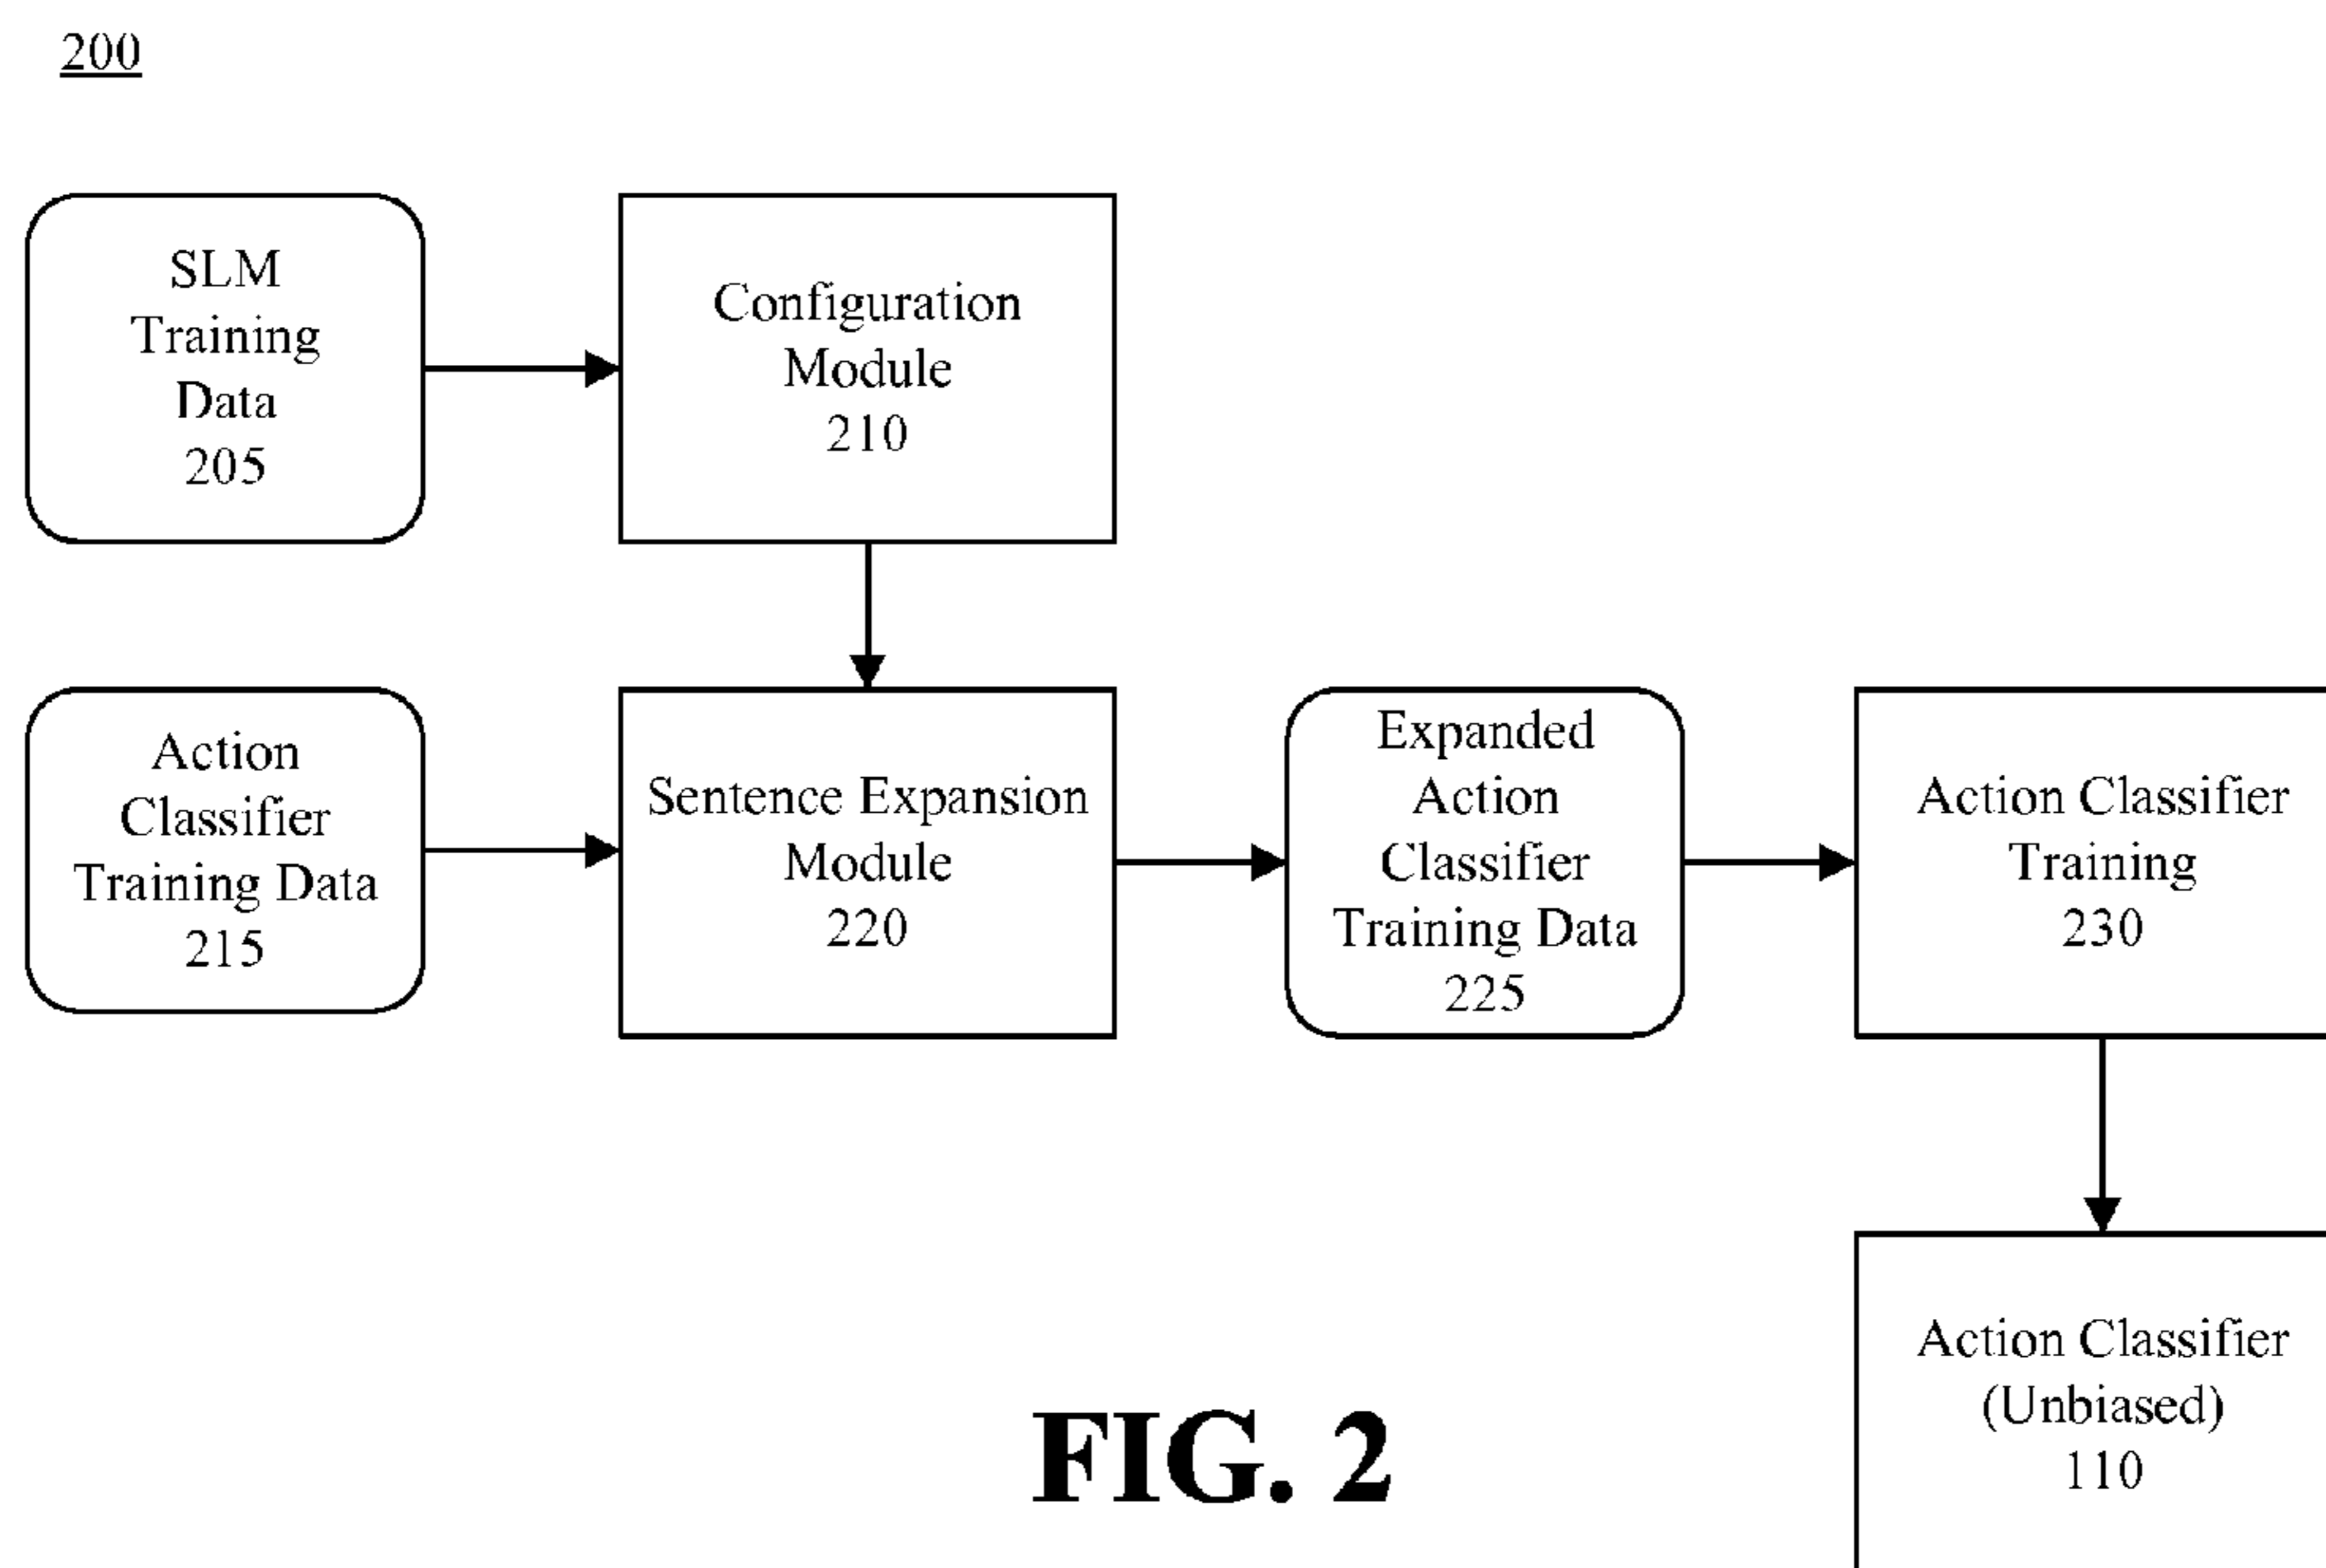 200
SLM
Training
Data
205
Configuration
Module
210
Action
Classifier
Training Data
215
Sentence Expansion
Module
220
Expanded
Action
Classifier
Training Data
225
Action Classifier
Training
230
Action Classifier
(Unbiased)
110
FIG. 2